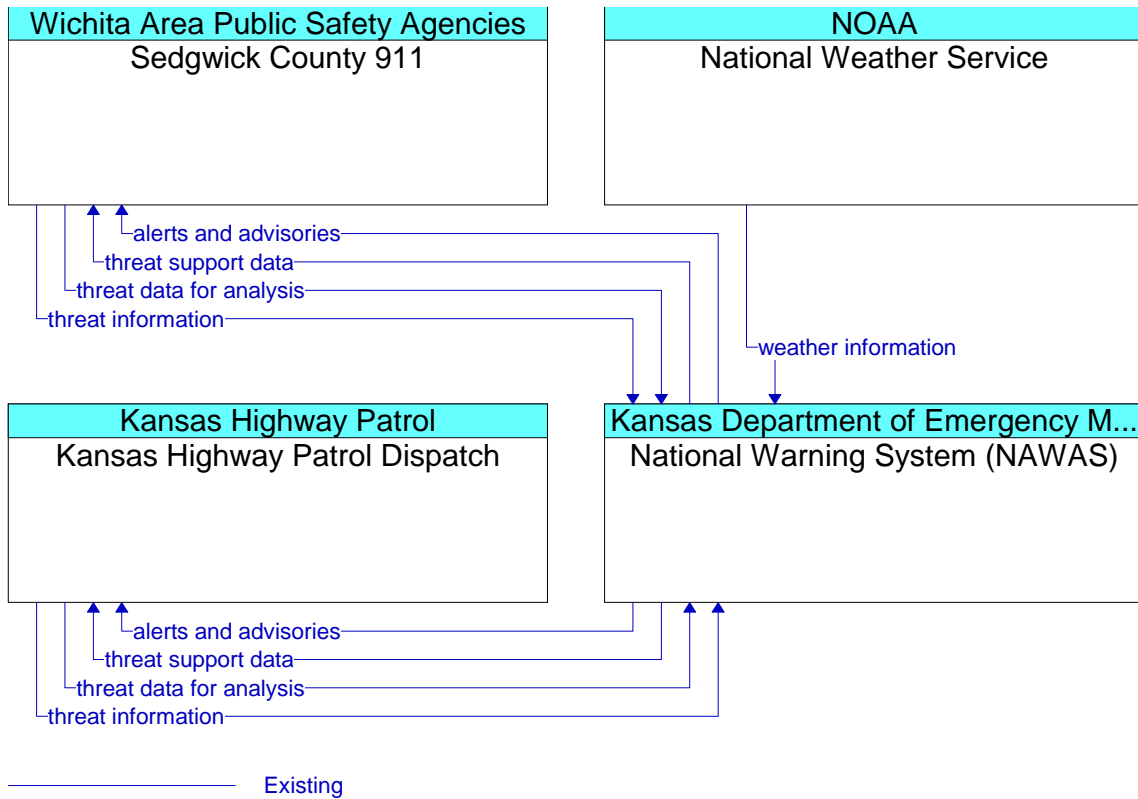 Wichita Area Public Safety Agencies
Sedgwick County 911
NOAA
National Weather Service
alerts and advisories
threat support data
threat data for analysis
threat information
weather information
Kansas Highway Patrol
Kansas Highway Patrol Dispatch
Kansas Department of Emergency M...
National Warning System (NAWAS)
alerts and advisories
threat support data
threat data for analysis
threat information
Existing